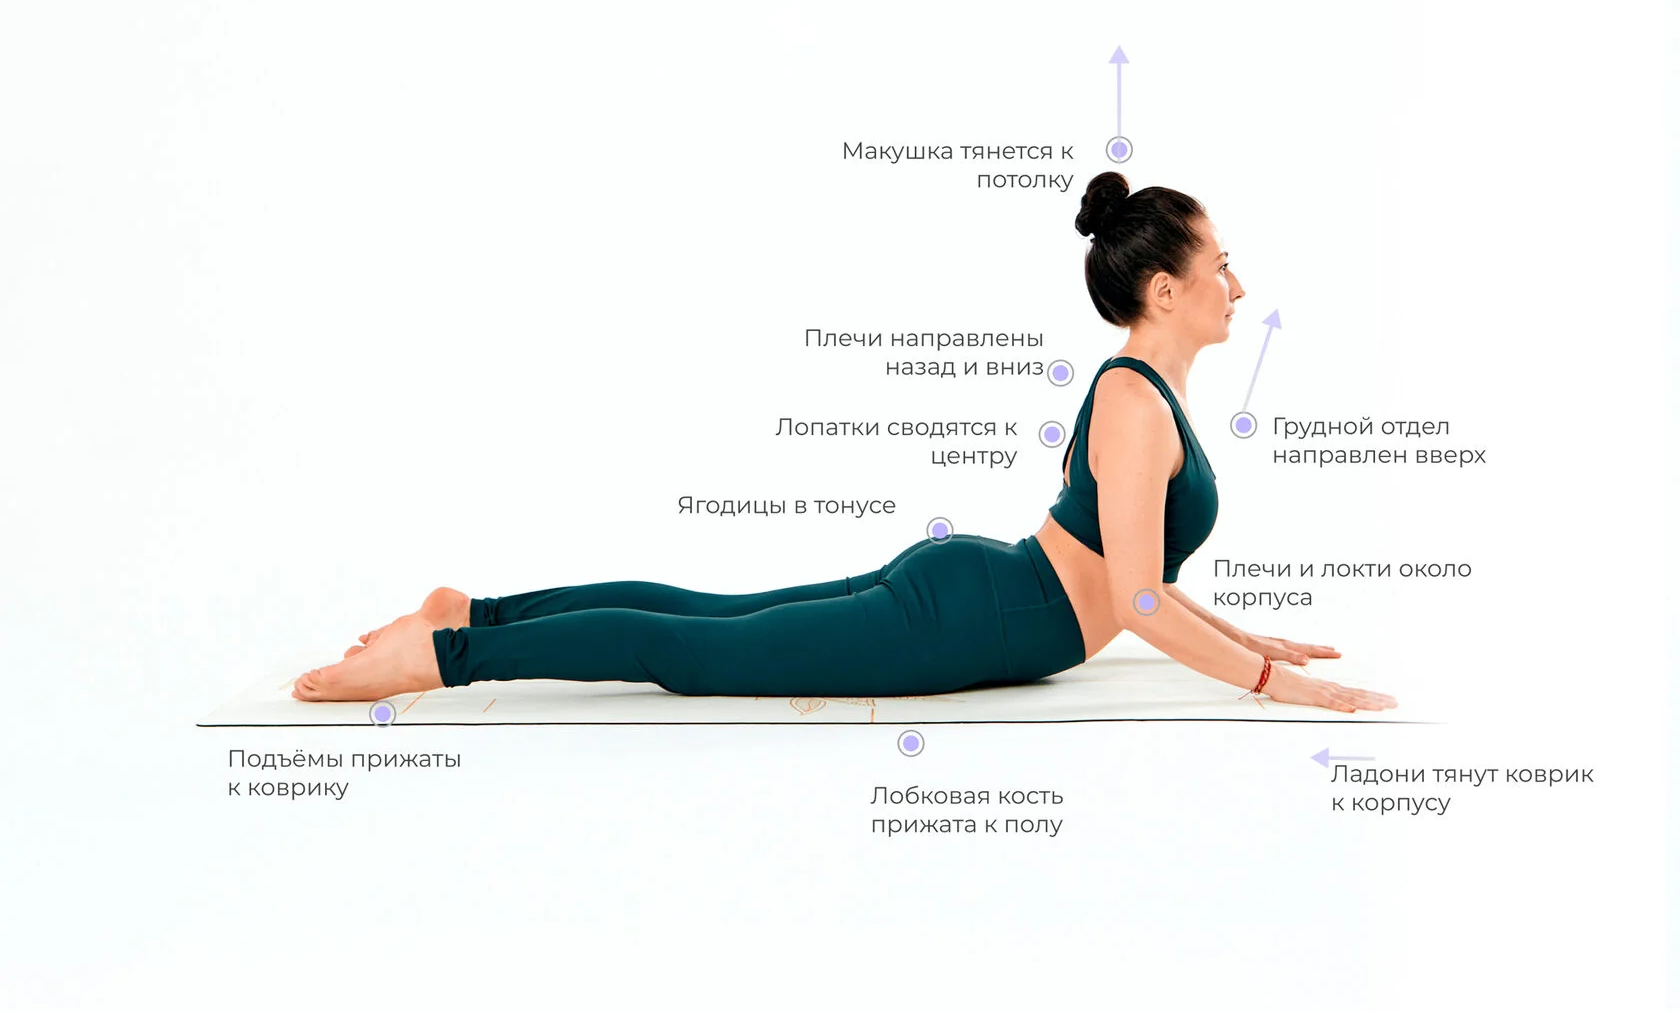 Макушка тянется к
потолку
Плечи направлены
назад и вниз
Лопатки сводятся к
центру
Грудной отдел
направлен вверх
Ягодицы в тонусе
Плечи и локти около
корпуса
Подъёмы прижаты
к коврику
Лобковая кость
прижата к полу
Ладони тянут коврик
к корпусу